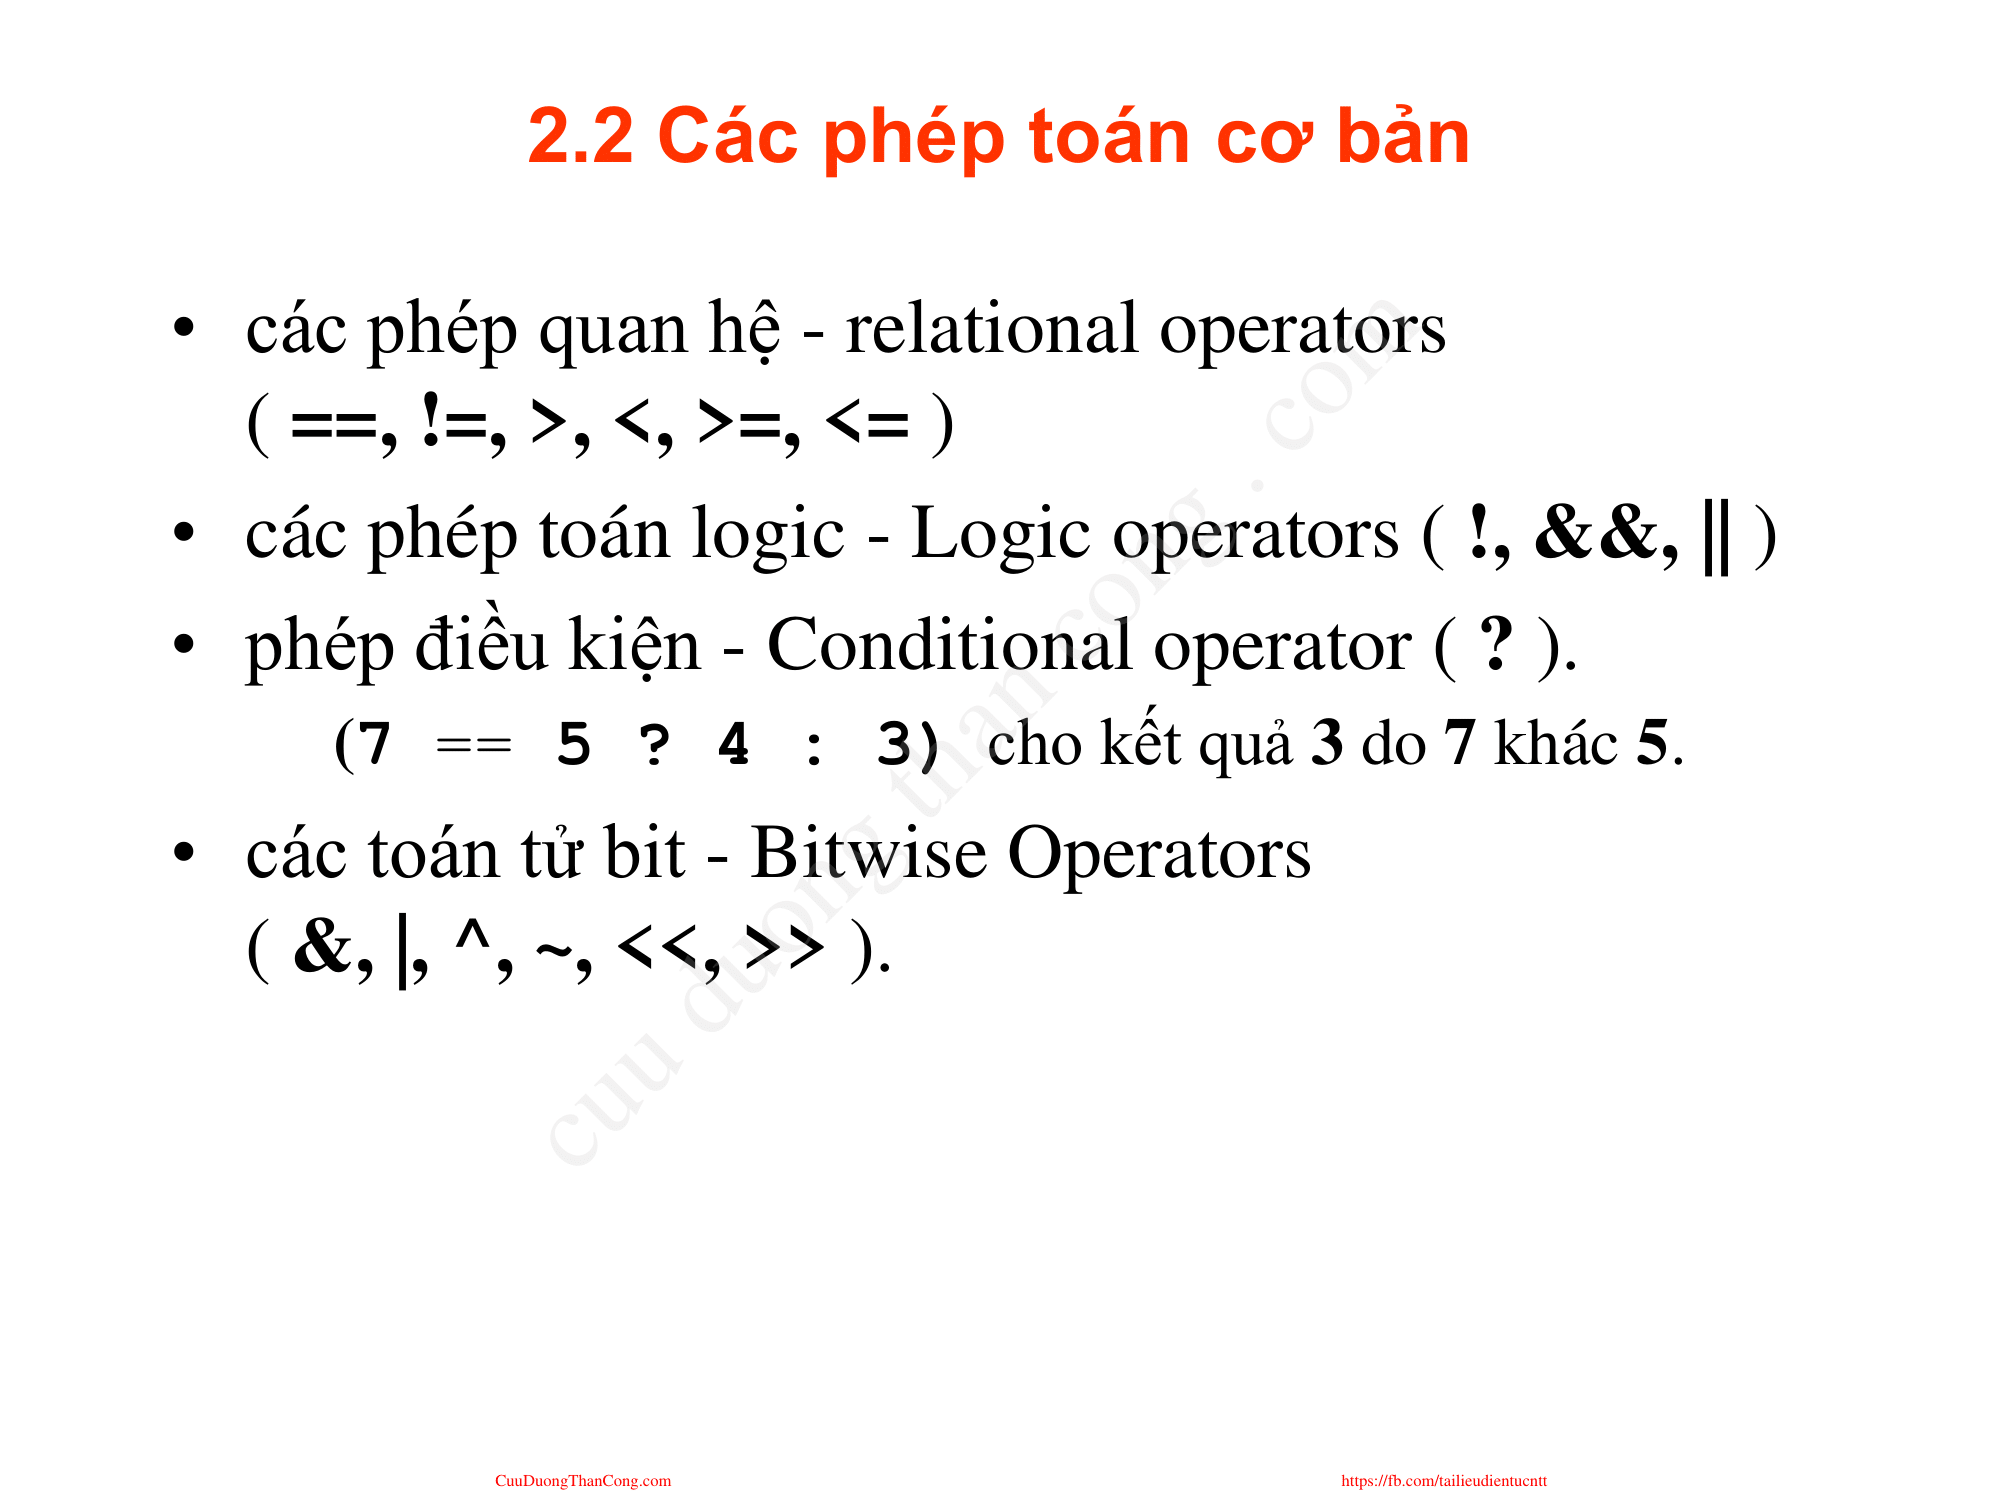 2.2 Các phép toán cơ bản
• các phép quan hệ - relational operators
( ==, !=, >, <, >=, <= )
• các phép toán logic - Logic operators ( !, &&, || )
• phép điều kiện - Conditional operator ( ? ).
(7 == 5 ? 4 : 3) cho kết quả 3 do 7 khác 5.
• các toán tử bit - Bitwise Operators
( &, |, ^, ~, <<, >> ).
cuu duong than cong . com
CuuDuongThanCong.com
https://fb.com/tailieudientucntt